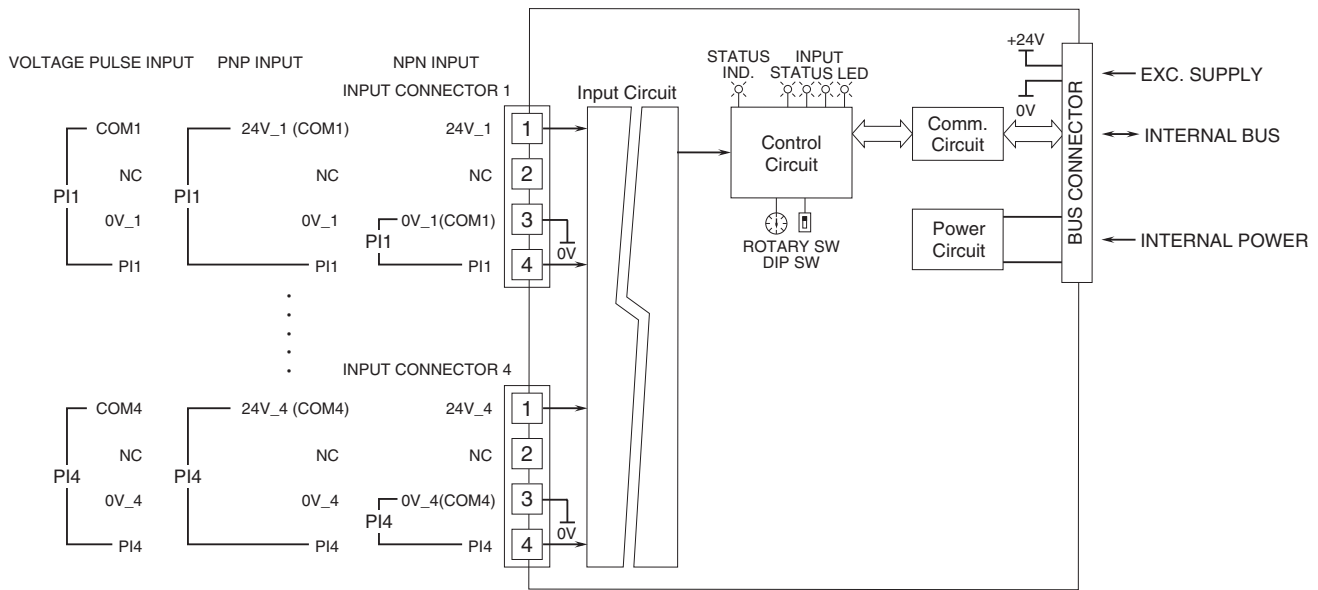 VOLTAGE PULSE INPUT
PNP INPUT
NPN INPUT
INPUT CONNECTOR 1
COM1
24V_1 (COM1)
24V_1
1
NC
NC
NC
2
PI1
PI1
0V_1
0V_1
0V_1(COM1)
3
PI1
0V
PI1
PI1
PI1
4
INPUT CONNECTOR 4
COM4
24V_4 (COM4)
24V_4
1
NC
NC
NC
2
PI4
PI4
0V_4
0V_4
0V_4(COM4)
3
PI4
0V
PI4
PI4
PI4
4
Input Circuit
STATUS
IND.
INPUT
STATUS LED
Control
Circuit
ROTARY SW
DIP SW
Comm.
Circuit
Power
Circuit
+24V
0V
BUS CONNECTOR
EXC. SUPPLY
INTERNAL BUS
INTERNAL POWER